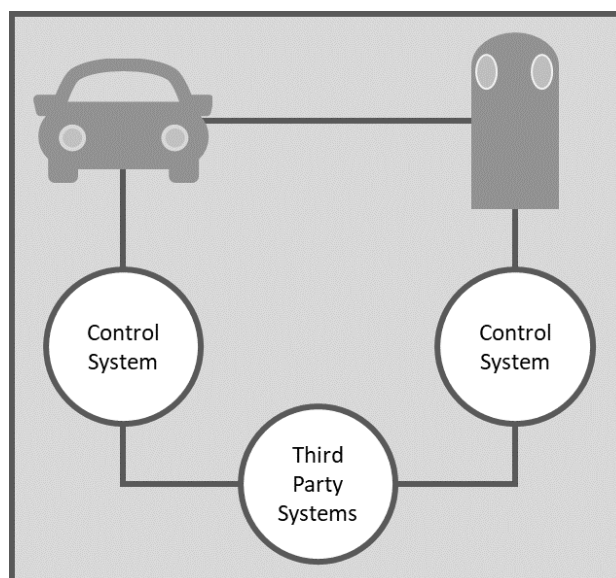 Control
System
Control
System
Third
Party
Systems